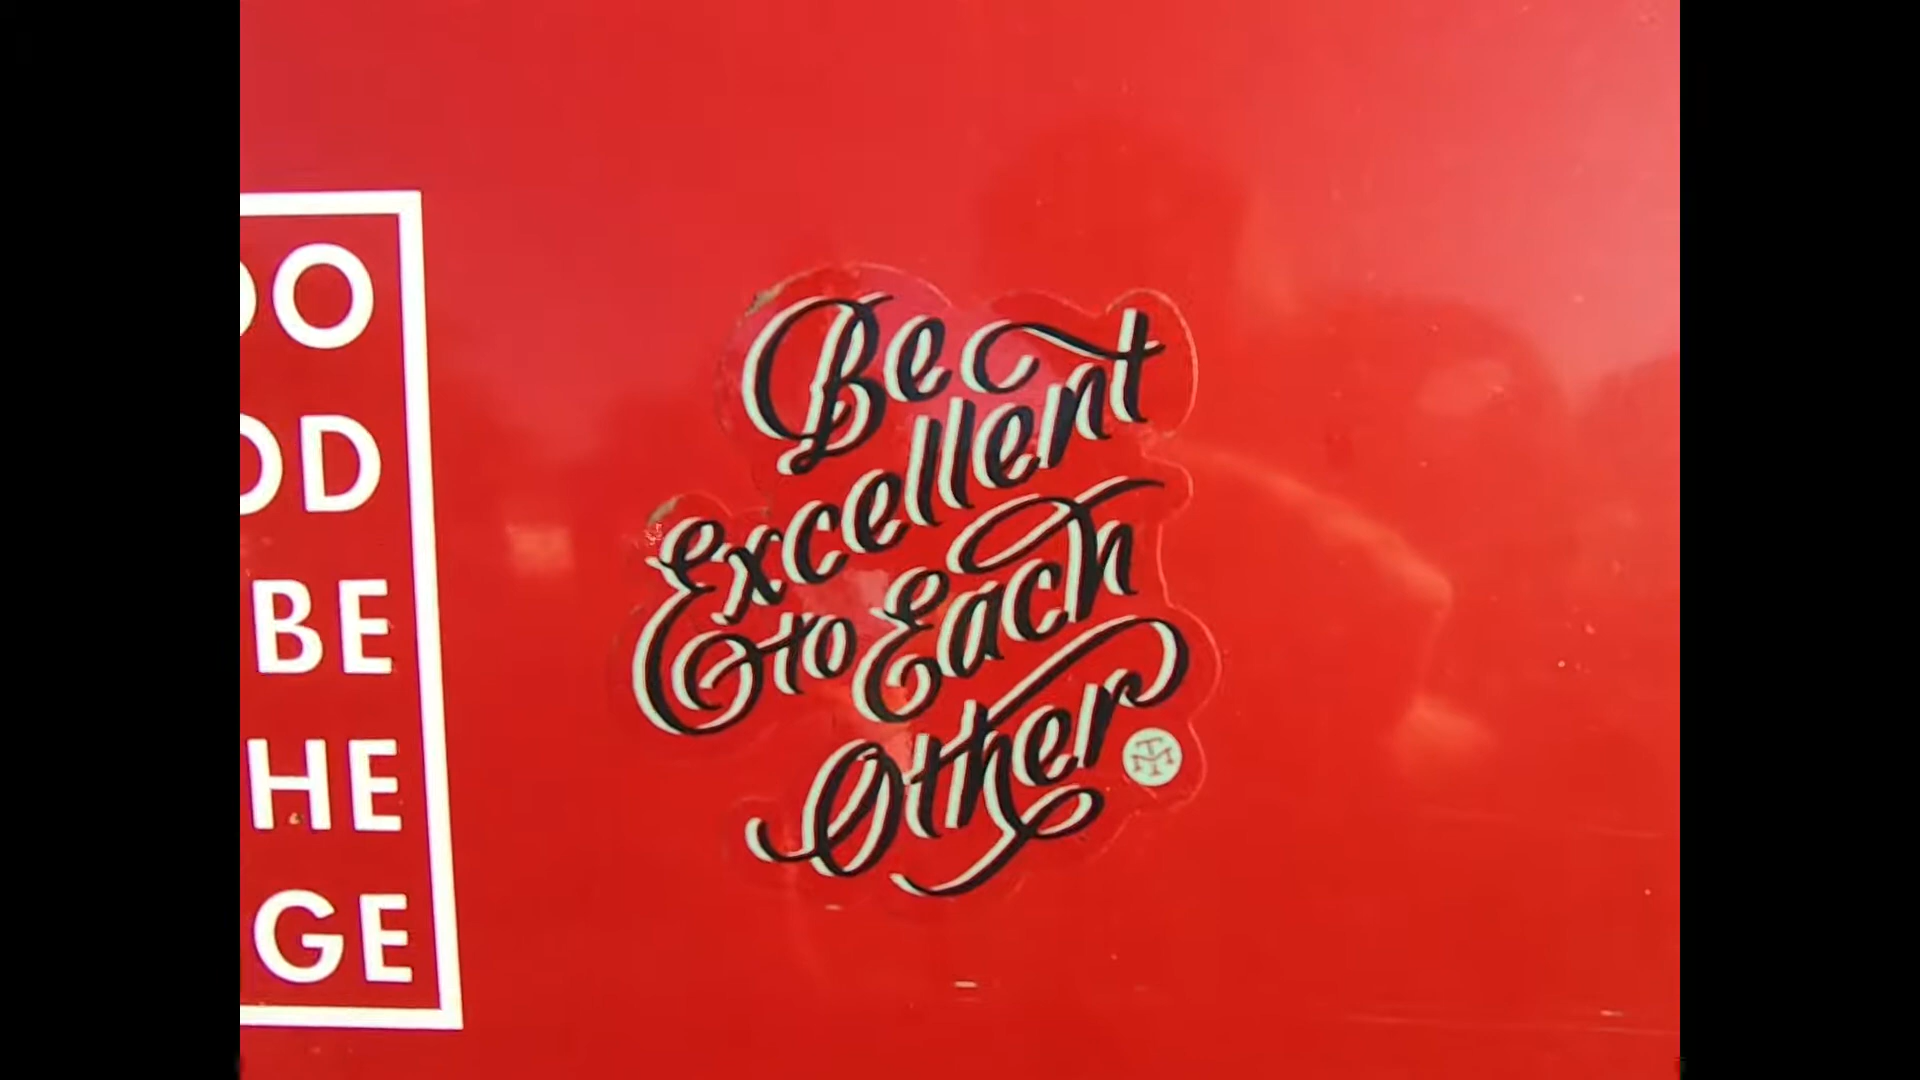 DO
OD
BE
HE
GE
Be
Excellent
to Each
Other